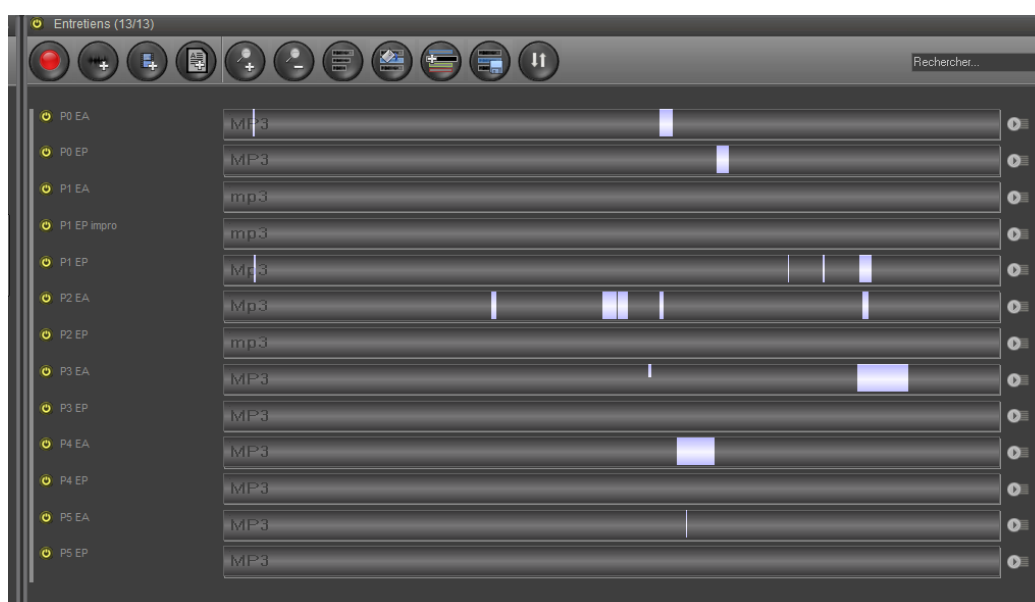 Entretiens (13/13)
Rechercher...
P0 EA MP3
P0 EP MP3
P1 EA mp3
P1 EP impro mp3
P1 EP Mp3
P2 EA Mp3
P2 EP mp3
P3 EA MP3
P3 EP MP3
P4 EA MP3
P4 EP MP3
P5 EA MP3
P5 EP MP3